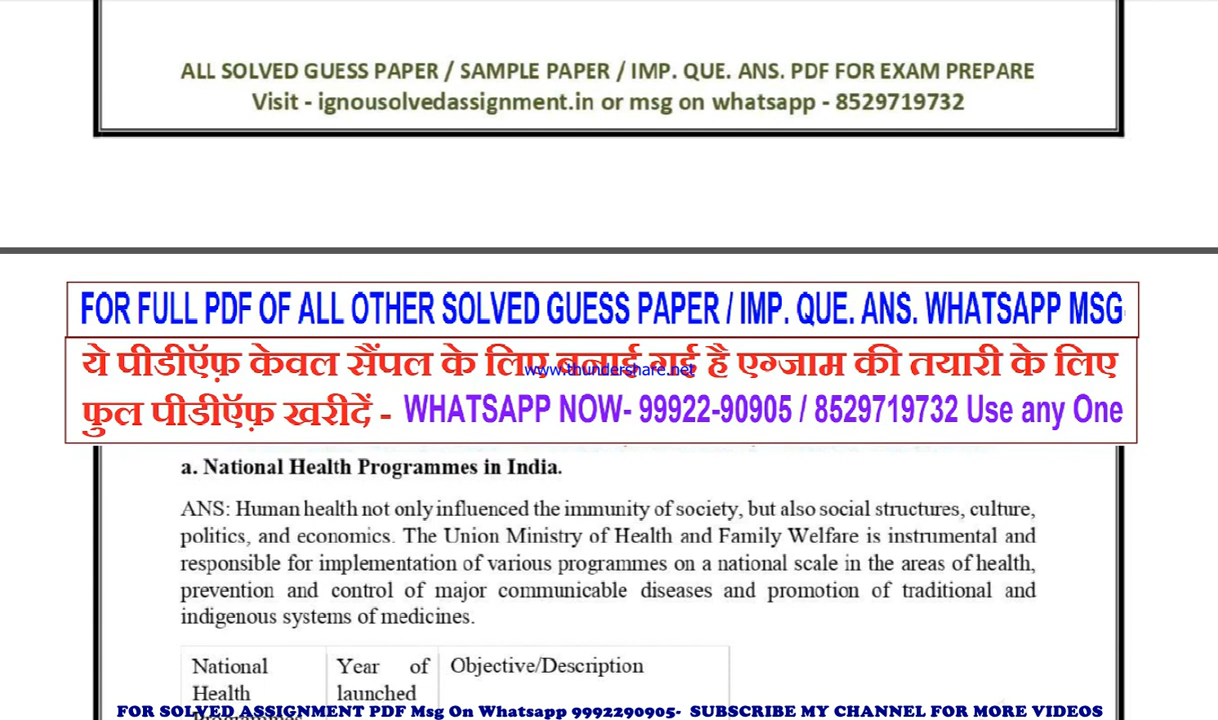 ALL SOLVED GUESS PAPER / SAMPLE PAPER / IMP. QUE. ANS. PDF FOR EXAM PREPARE
Visit - ignousolvedassignment.in or msg on whatsapp - 8529719732
FOR FULL PDF OF ALL OTHER SOLVED GUESS PAPER / IMP. QUE. ANS. WHATSAPP MSG
ये पीडीऍफ़ केवल सैंपल के लिए बनाई गई है एग्जाम की तयारी के लिए
www.thundershare.net
फुल पीडीऍफ़ खरीदें - WHATSAPP NOW- 99922-90905 / 8529719732 Use any One
a. National Health Programmes in India.
ANS: Human health not only influenced the immunity of society, but also social structures, culture,
politics, and economics. The Union Ministry of Health and Family Welfare is instrumental and
responsible for implementation of various programmes on a national scale in the areas of health,
prevention and control of major communicable diseases and promotion of traditional and
indigenous systems of medicines.
National Year of Objective/Description
Health launched
Programmes
FOR SOLVED ASSIGNMENT PDF Msg On Whatsapp 9992290905- SUBSCRIBE MY CHANNEL FOR MORE VIDEOS